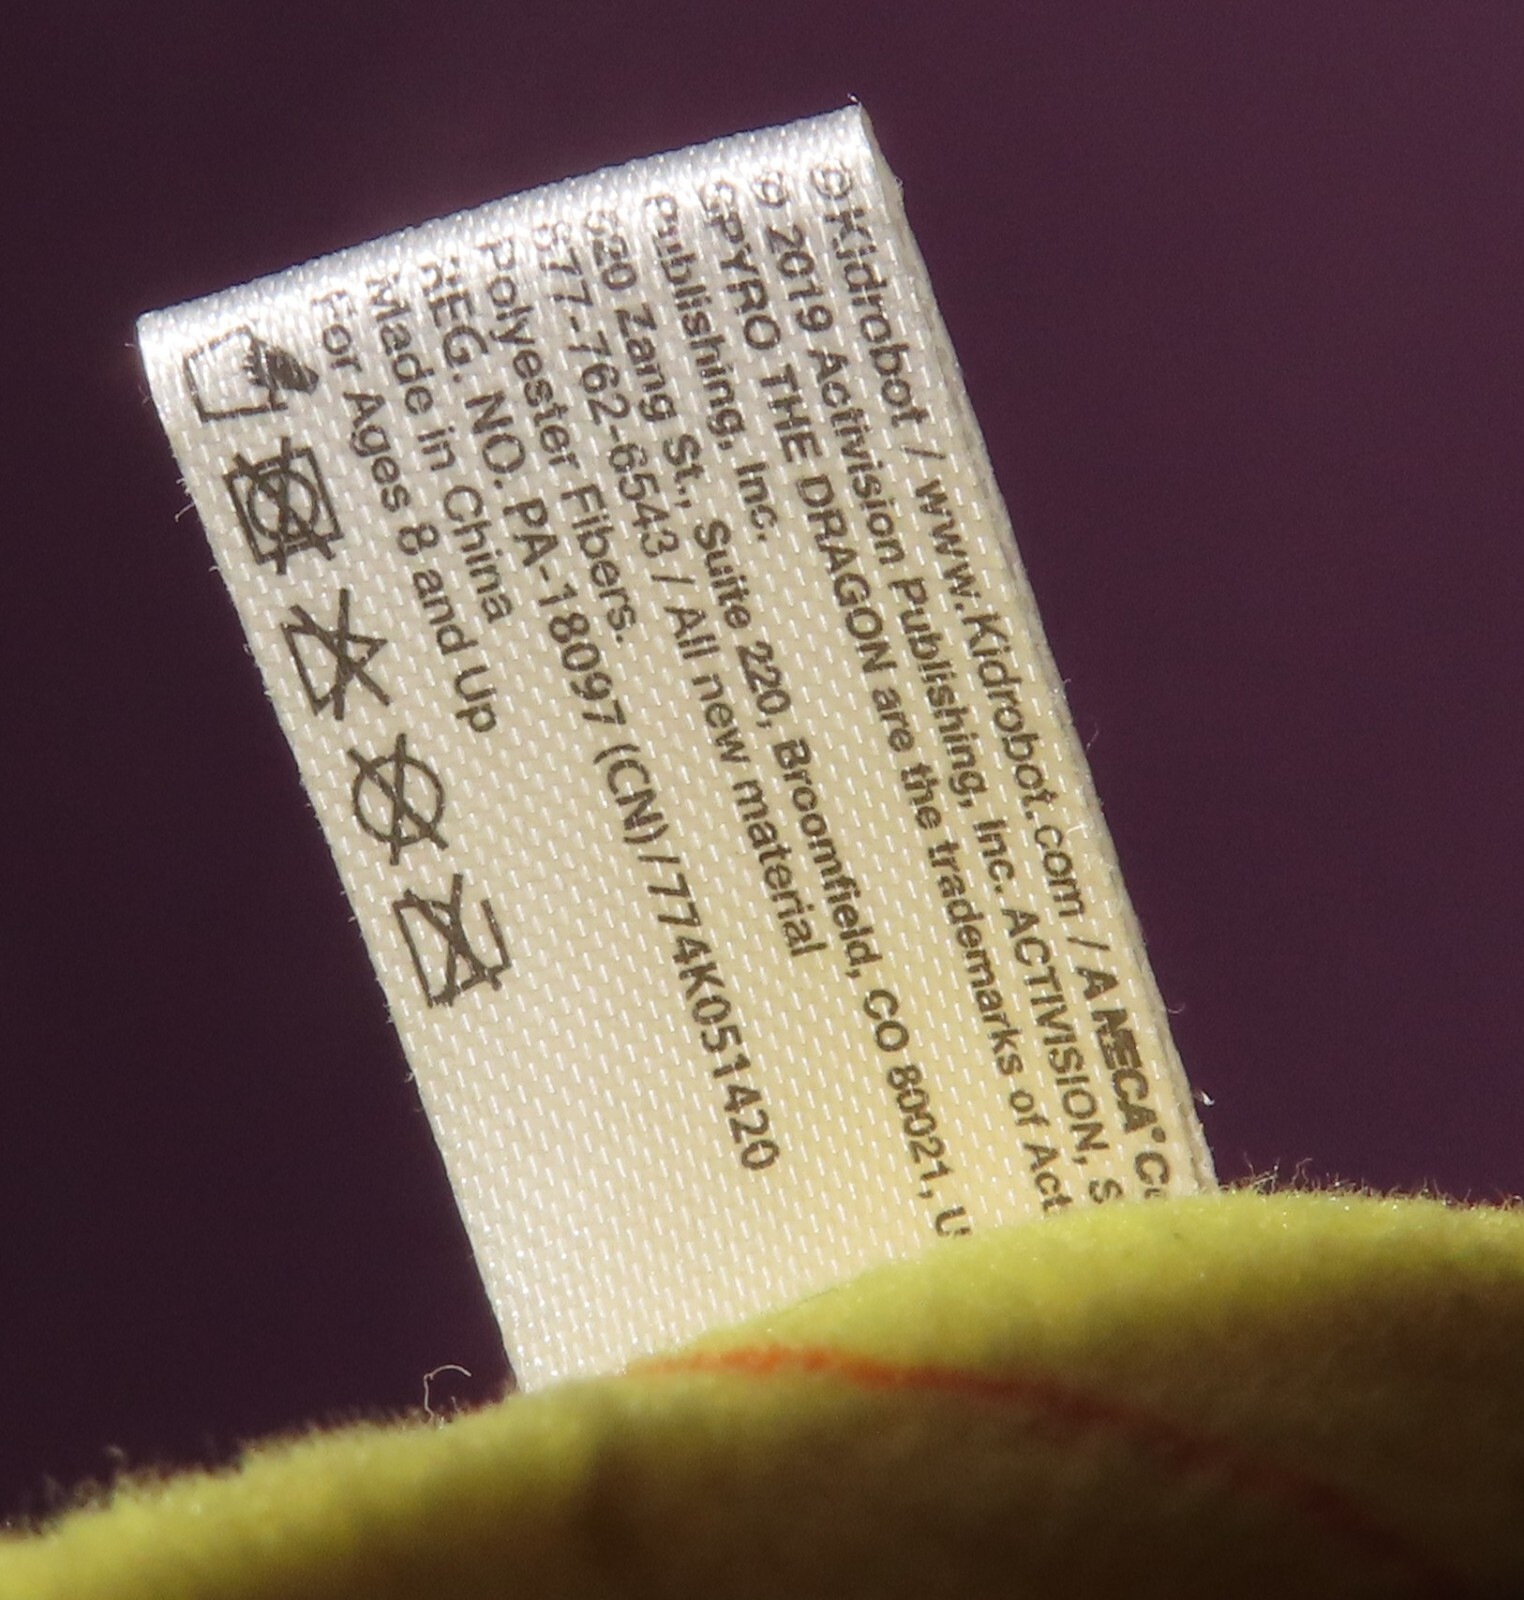 © Kidrobot / www.Kidrobot.com / A NECA®
© 2019 Activision Publishing, Inc. ACTIVISION,
SPYRO THE DRAGON are the trademarks of
Publishing, Inc.
520 Zang St., Suite 220, Broomfield, CO 80021,
877-762-6543 / All new material
Polyester Fibers.
REG. NO. PA-18097 (CN)/774K051420
Made in China
For Ages 8 and Up